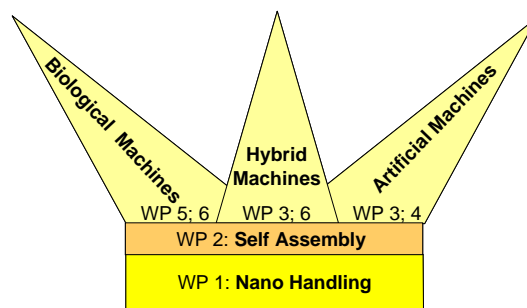 Biological Machines
Hybrid
Machines
Artificial Machines
WP 5; 6
WP 3; 6
WP 3; 4
WP 2: Self Assembly
WP 1: Nano Handling